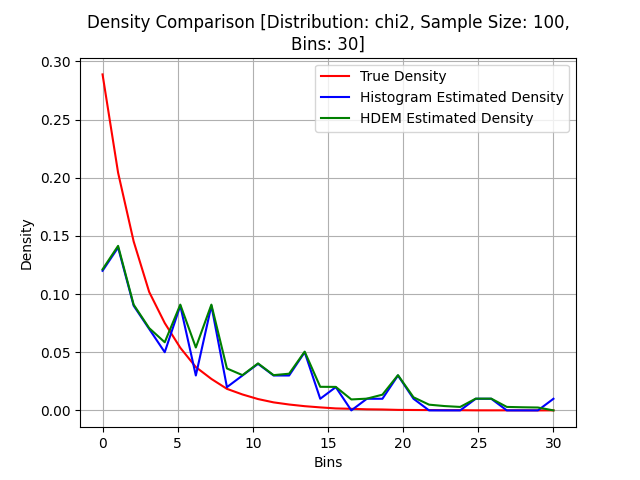 Density Comparison [Distribution: chi2, Sample Size: 100,
Bins: 30]
True Density
Histogram Estimated Density
HDEM Estimated Density
Density
0.30
0.25
0.20
0.15
0.10
0.05
0.00
0 5 10 15 20 25 30
Bins